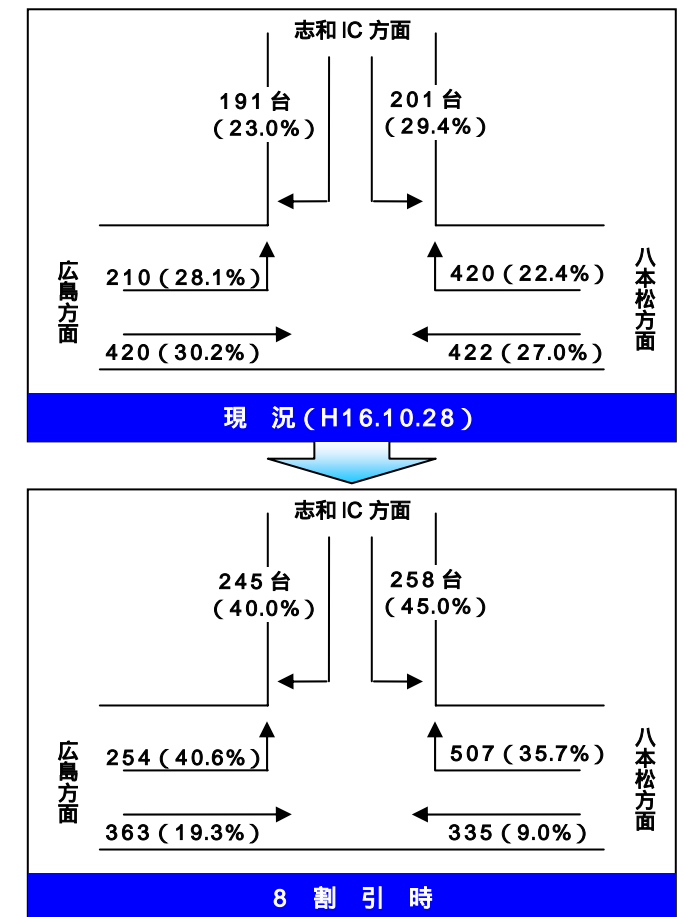 志和IC方面
191台
(23.0%)
201台
(29.4%)
広島方面
210(28.1%)
420(22.4%)
八本松方面
420(30.2%)
422(27.0%)
現 況(H16.10.28)
志和IC方面
245台
(40.0%)
258台
(45.0%)
広島方面
254(40.6%)
507(35.7%)
八本松方面
363(19.3%)
335(9.0%)
8 割 引 時